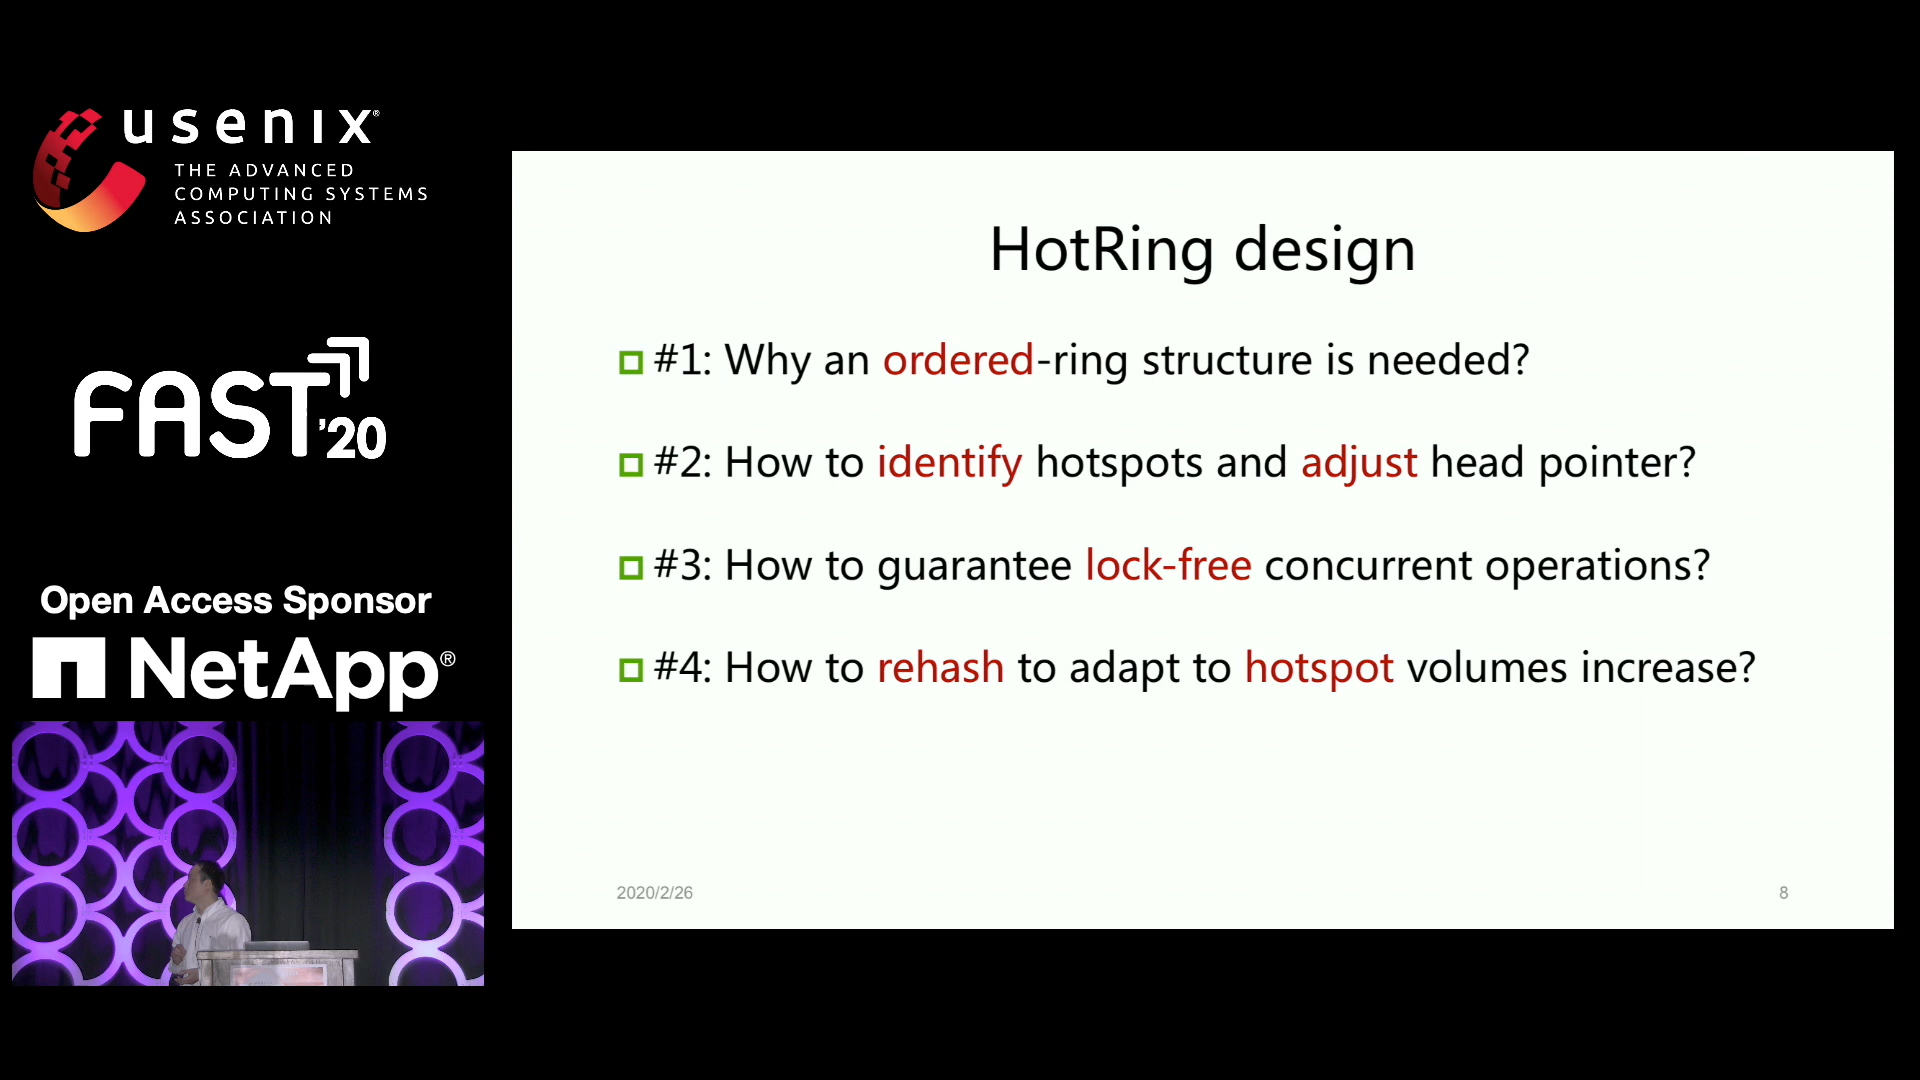 usenix®
THE ADVANCED
COMPUTING SYSTEMS
ASSOCIATION
FAST '20
Open Access Sponsor
NetApp®
HotRing design
#1: Why an ordered-ring structure is needed?
#2: How to identify hotspots and adjust head pointer?
#3: How to guarantee lock-free concurrent operations?
#4: How to rehash to adapt to hotspot volumes increase?
2020/2/26
8